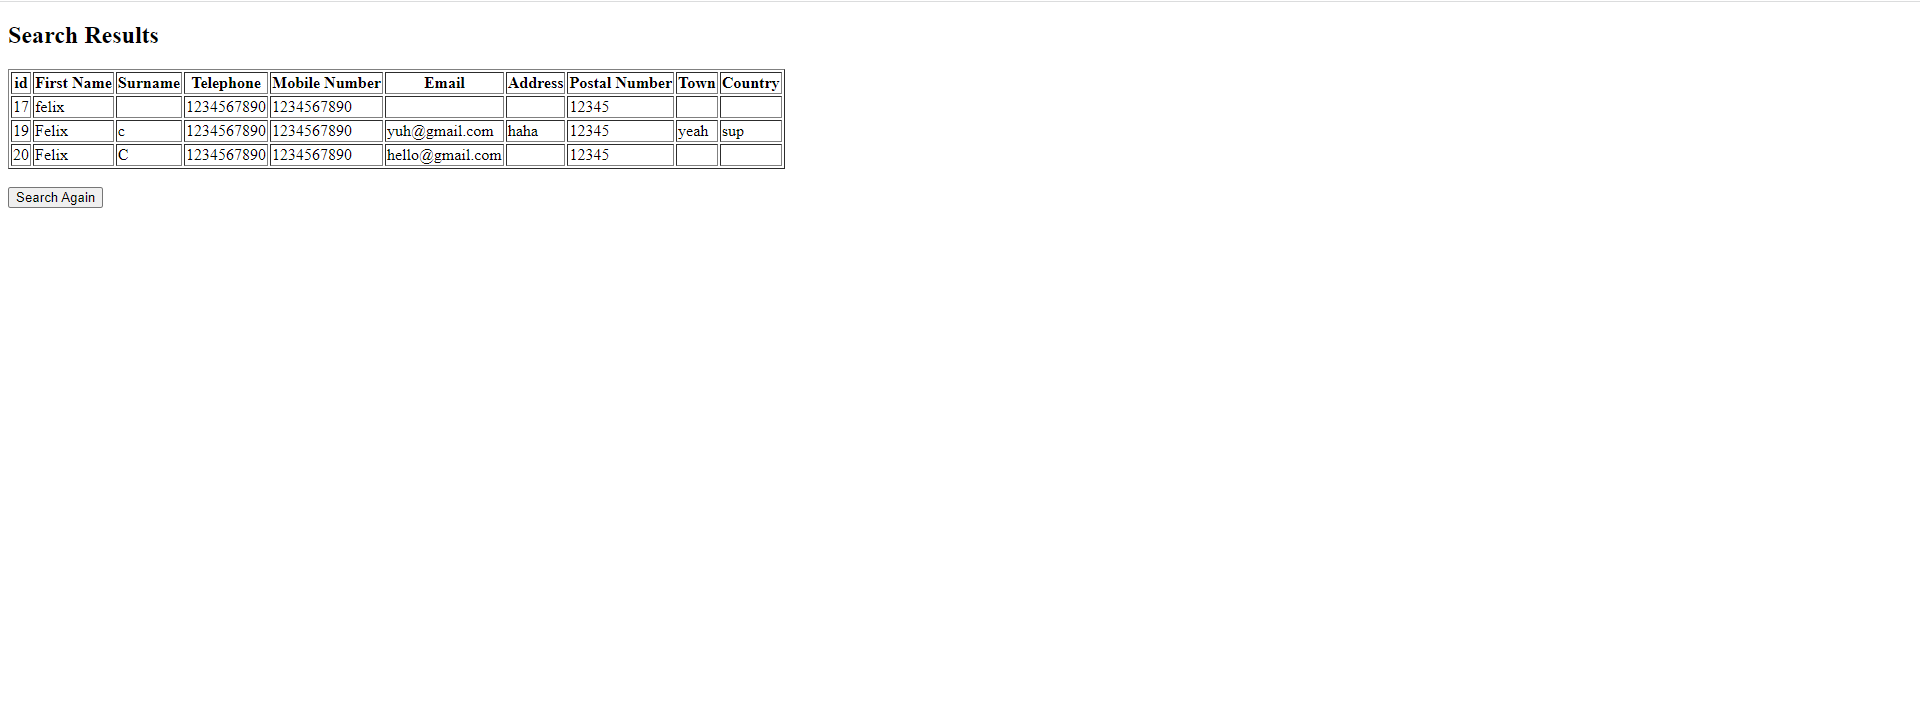 Search Results
id First Name Surname Telephone Mobile Number Email Address Postal Number Town Country
17 felix 1234567890 1234567890 12345
19 Felix c 1234567890 1234567890 yuh@gmail.com haha 12345 yeah sup
20 Felix C 1234567890 1234567890 hello@gmail.com 12345
Search Again